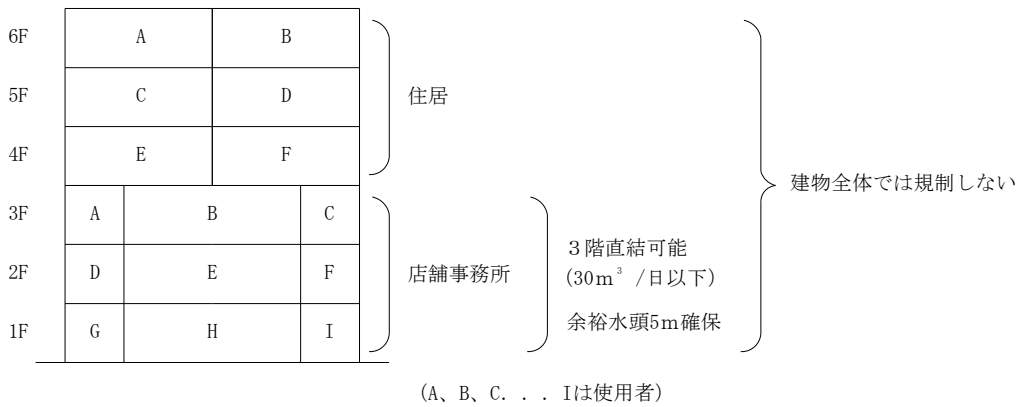 6F A B
5F C D 住居
4F E F
建物全体では規制しない
3F A B C
３階直結可能
2F D E F 店舗事務所 (30ｍ³ /日以下)
1F G H I 余裕水頭5ｍ確保
(A、B、C. . . Iは使用者)